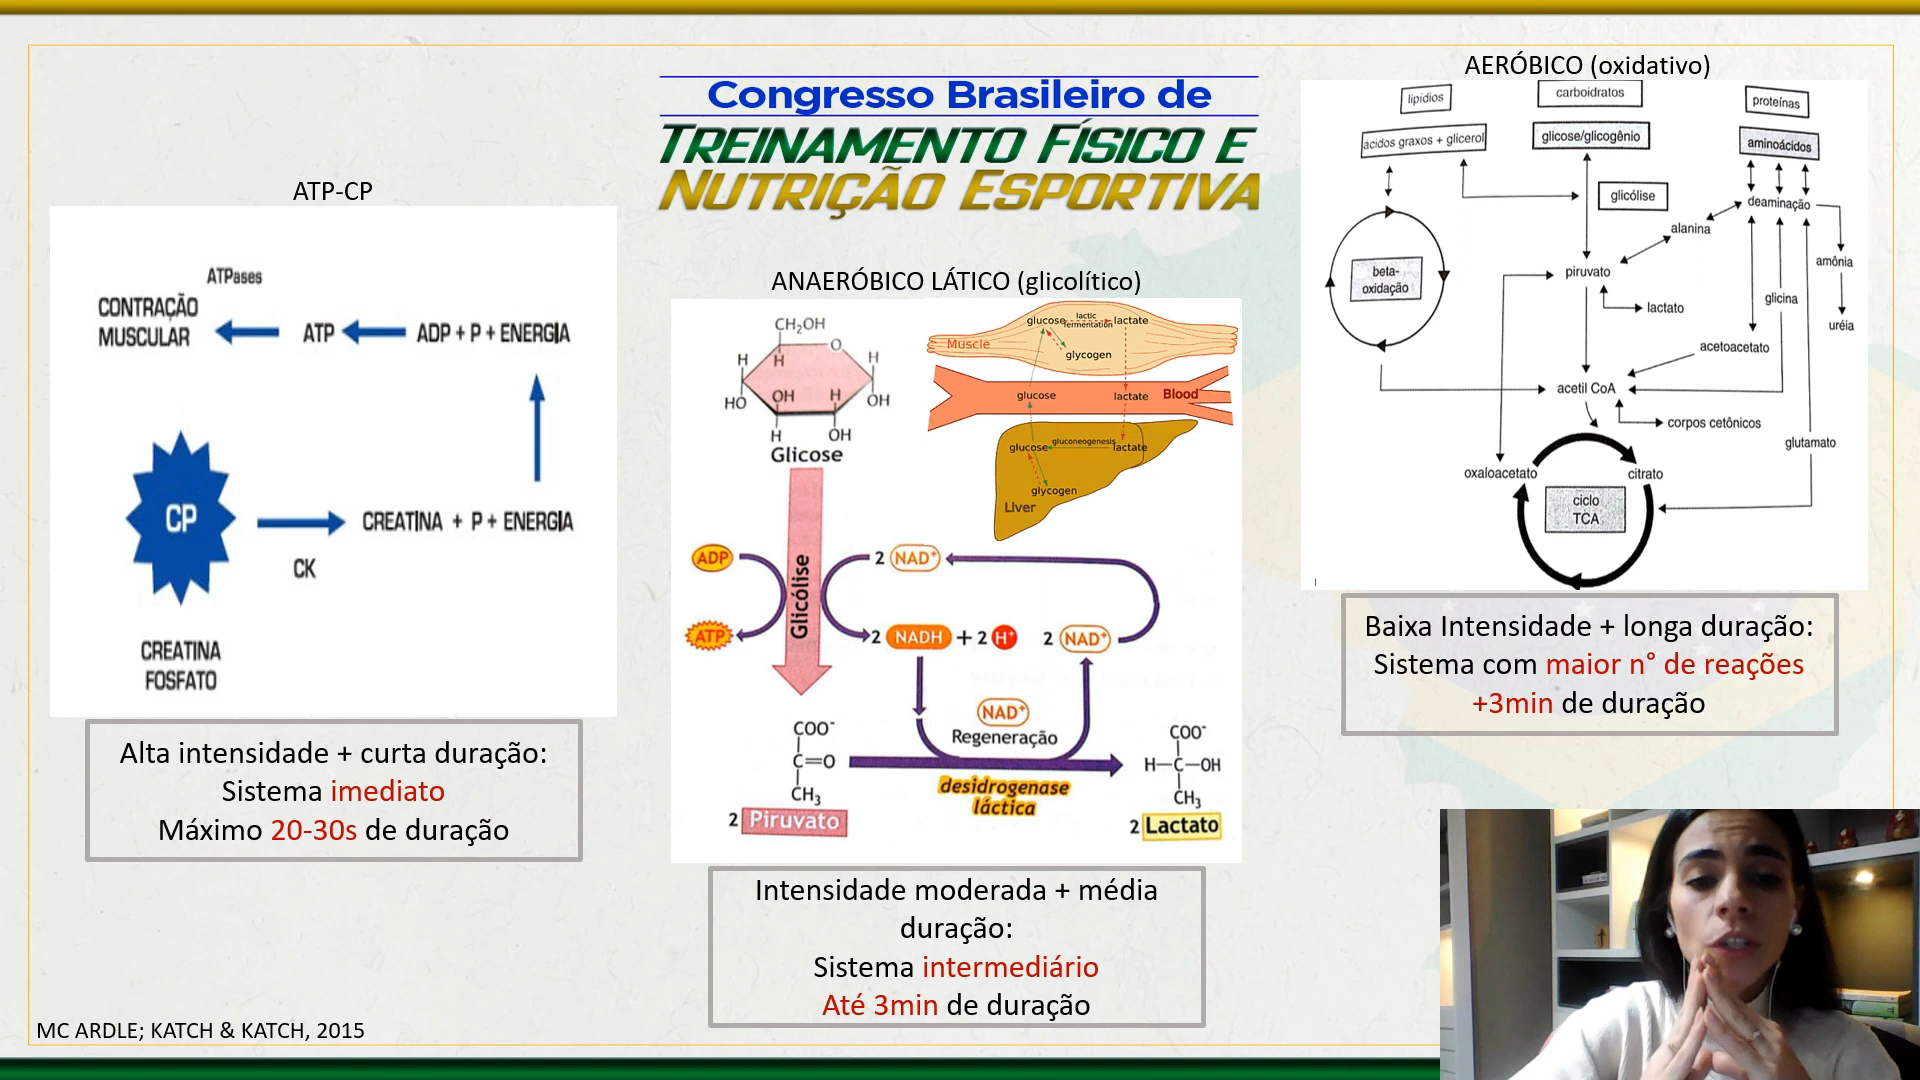 Congresso Brasileiro de
TREINAMENTO FÍSICO E
NUTRIÇÃO ESPORTIVA
ATP-CP
ATPases
CONTRAÇÃO
MUSCULAR
ATP
ADP + P + ENERGIA
CP
CREATINA + P + ENERGIA
CK
CREATINA
FOSFATO
Alta intensidade + curta duração:
Sistema imediato
Máximo 20-30s de duração
MC ARDLE; KATCH & KATCH, 2015
ANAERÓBICO LÁTICO (glicolítico)
CH₂OH
O
H
H
H
HO
OH
H
OH
H
OH
Glicose
glucose
lactic
fermentation
lactate
Muscle
glycogen
glucose
lactate
Blood
glucose
gluconeogenesis
lactate
glycogen
Liver
Glicólise
ADP
2 NAD⁺
ATP
2 NADH + 2 H⁺
2 NAD⁺
NAD⁺
Regeneração
COO⁻
C=O
CH₃
2 Piruvato
desidrogenase
láctica
COO⁻
H—C—OH
CH₃
2 Lactato
Intensidade moderada + média
duração:
Sistema intermediário
Até 3min de duração
AERÓBICO (oxidativo)
lipídios
carboidratos
proteínas
ácidos graxos + glicerol
glicose/glicogênio
aminoácidos
glicólise
deaminação
alanina
beta-
oxidação
piruvato
amônia
lactato
glicina
uréia
acetoacetato
acetil CoA
corpos cetônicos
glutamato
oxaloacetato
citrato
ciclo
TCA
Baixa Intensidade + longa duração:
Sistema com maior n° de reações
+3min de duração